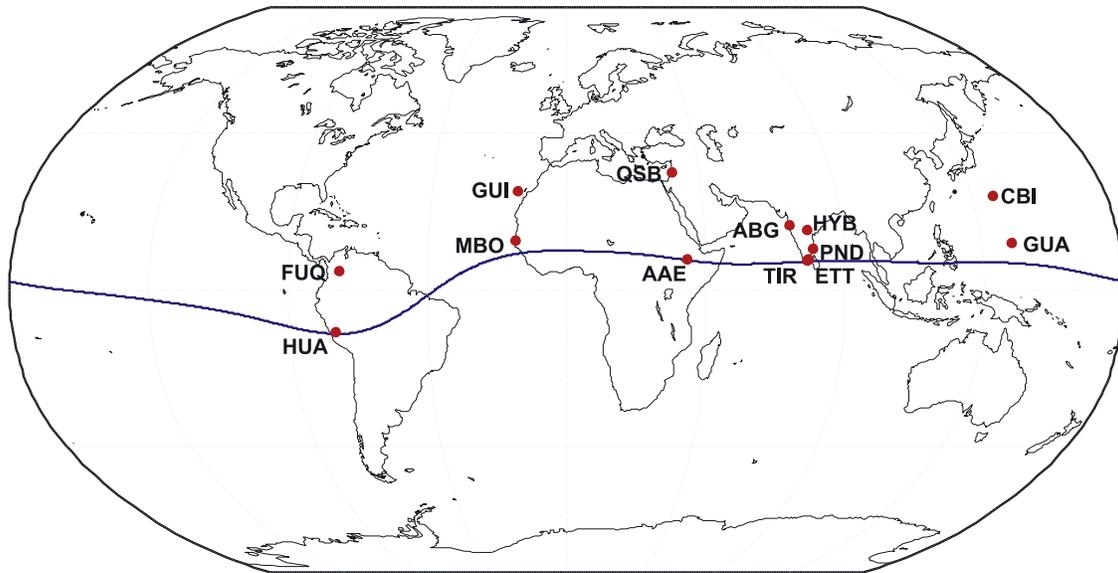 QSB
GUI
CBI
HYB
ABG
MBO
GUA
PND
FUQ
AAE
TIR
ETT
HUA